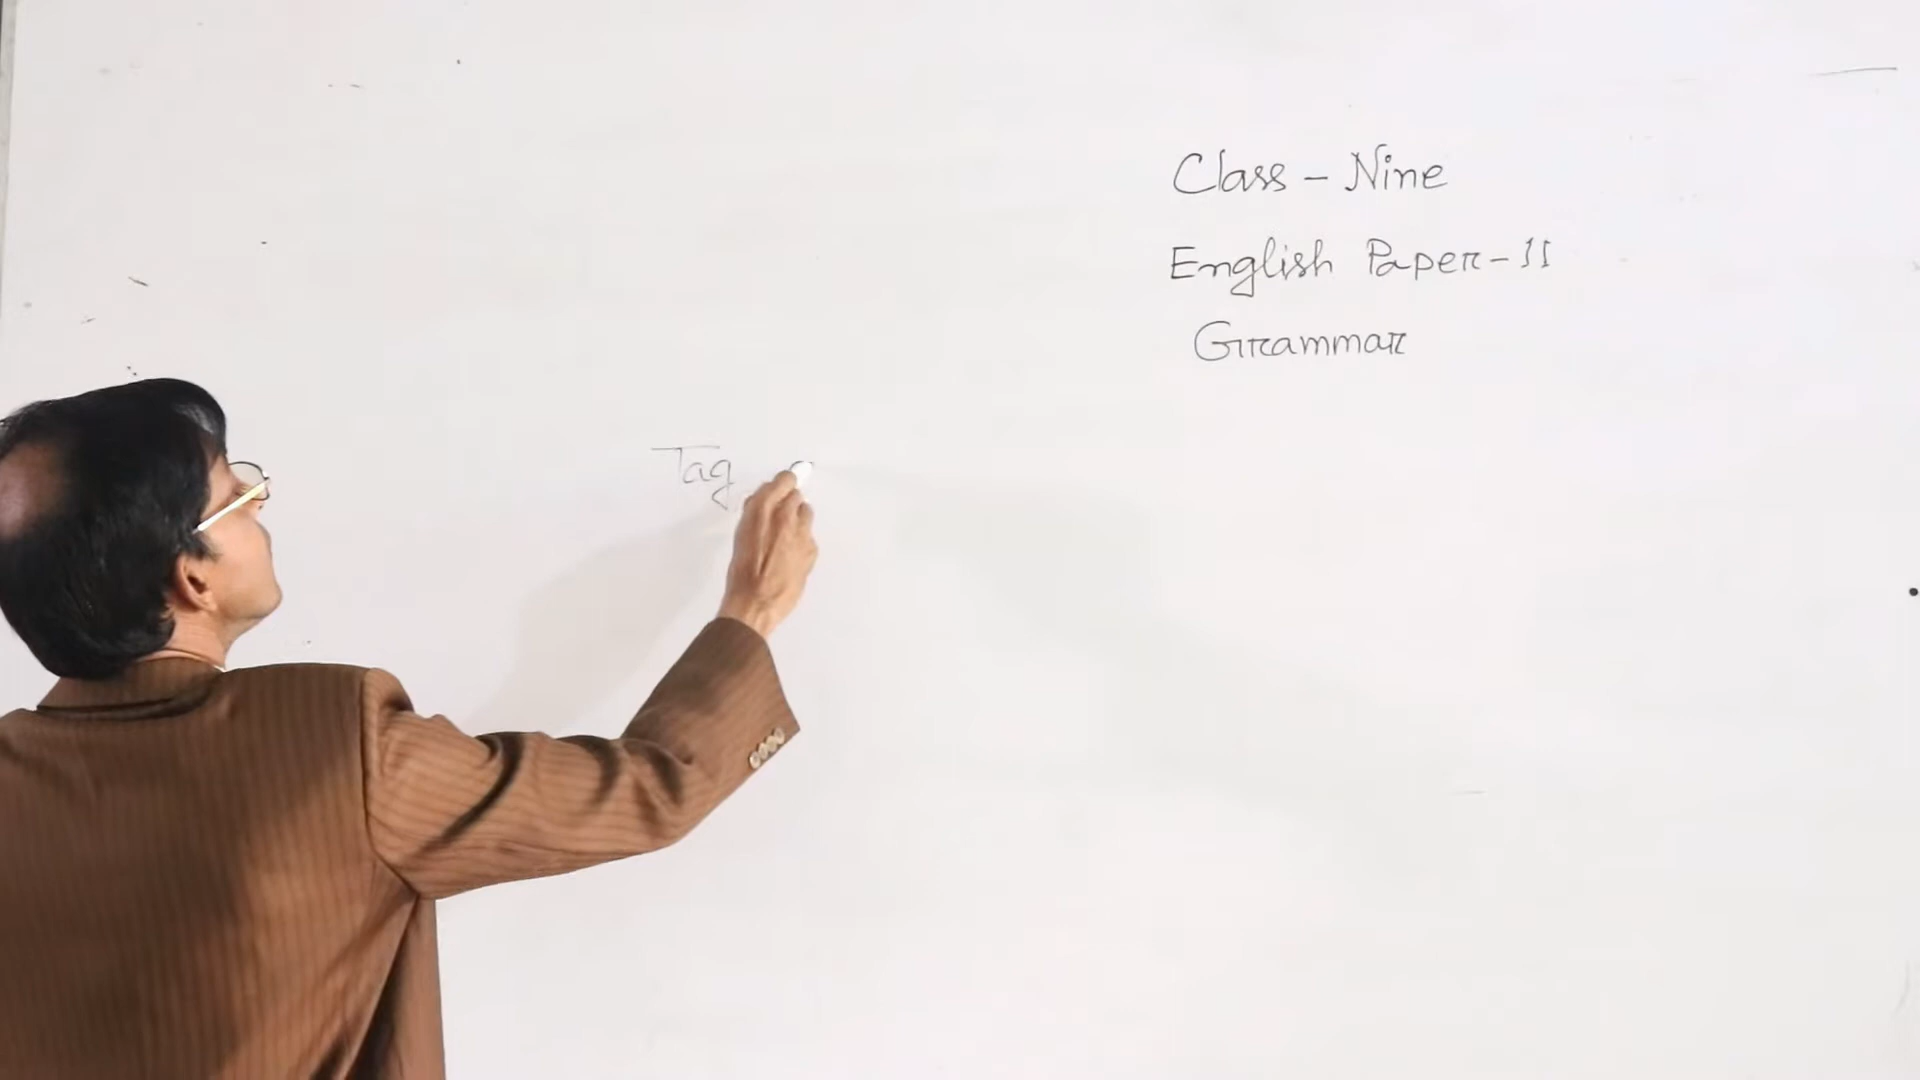 Class - Nine
English Paper - II
Grammar
Tag